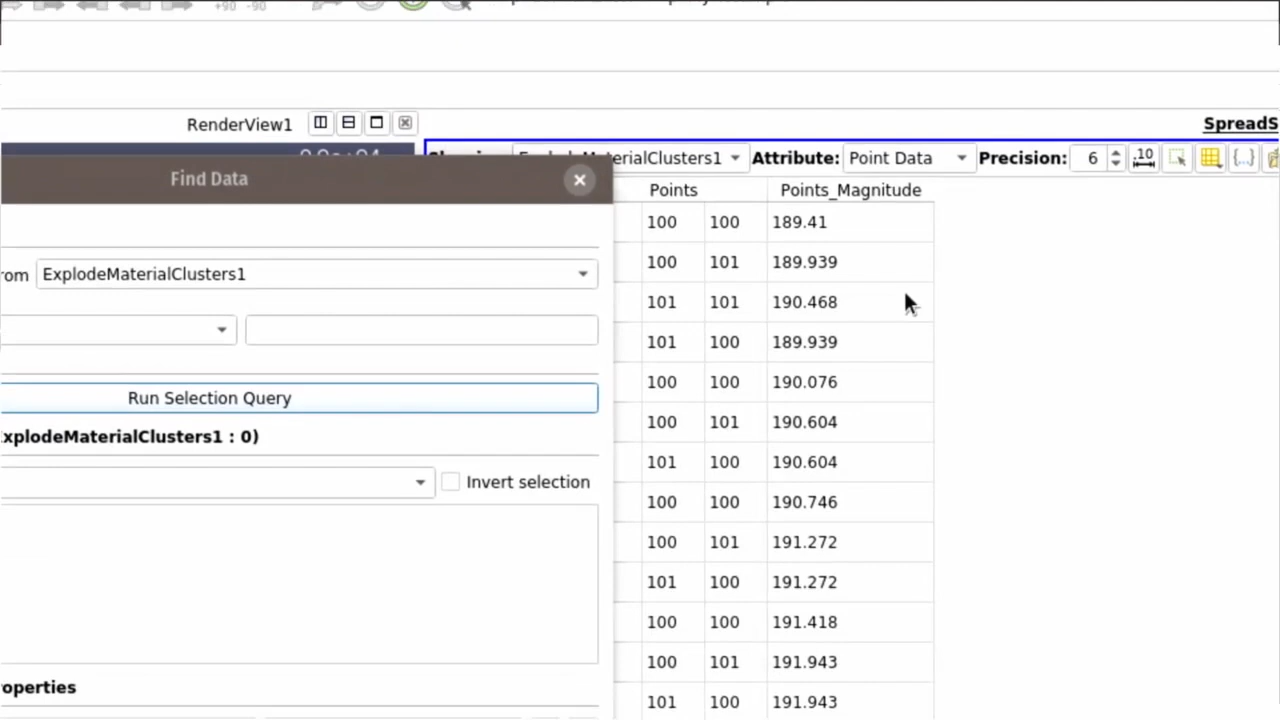 +90 -90
RenderView1
SpreadS
MaterialClusters1 Attribute: Point Data Precision: 6
Find Data
Points Points_Magnitude
100 100 189.41
100 101 189.939
rom ExplodeMaterialClusters1
101 101 190.468
101 100 189.939
100 100 190.076
Run Selection Query
100 101 190.604
xplodeMaterialClusters1 : 0)
101 100 190.604
Invert selection
100 100 190.746
100 101 191.272
101 100 191.272
100 100 191.418
100 101 191.943
operties
101 100 191.943